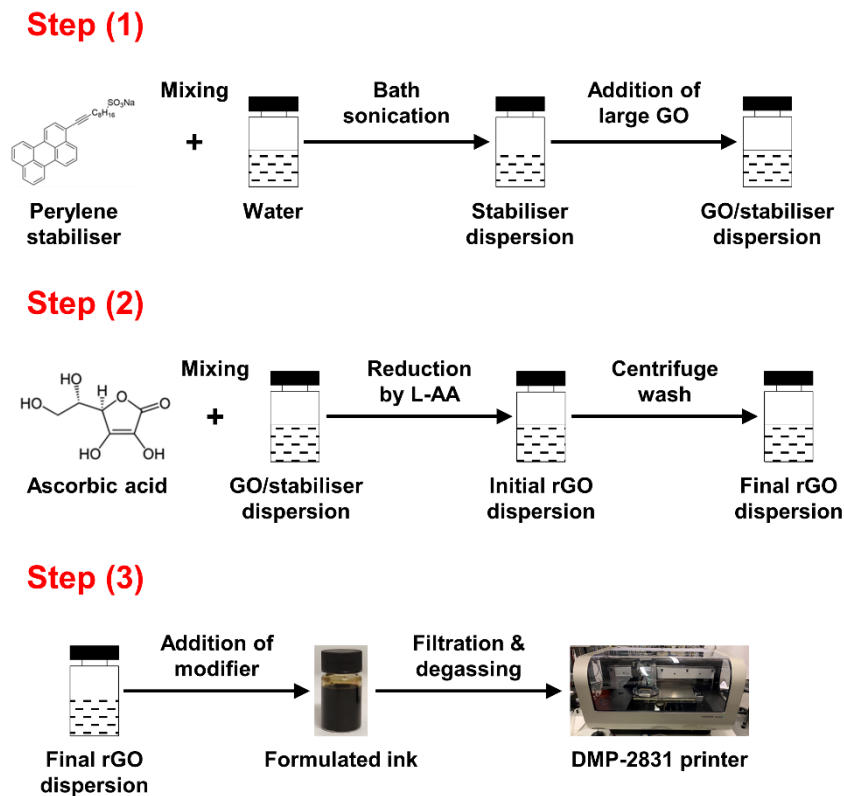 Step (1)
SO₃Na
C₈H₁₆
Mixing
+
Bath
sonication
Addition of
large GO
Perylene
stabiliser
Water
Stabiliser
dispersion
GO/stabiliser
dispersion
Step (2)
HO
H
O
O
HO
HO
OH
Mixing
+
Reduction
by L-AA
Centrifuge
wash
Ascorbic acid
GO/stabiliser
dispersion
Initial rGO
dispersion
Final rGO
dispersion
Step (3)
Addition of
modifier
Filtration &
degassing
Final rGO
dispersion
Formulated ink
DMP-2831 printer